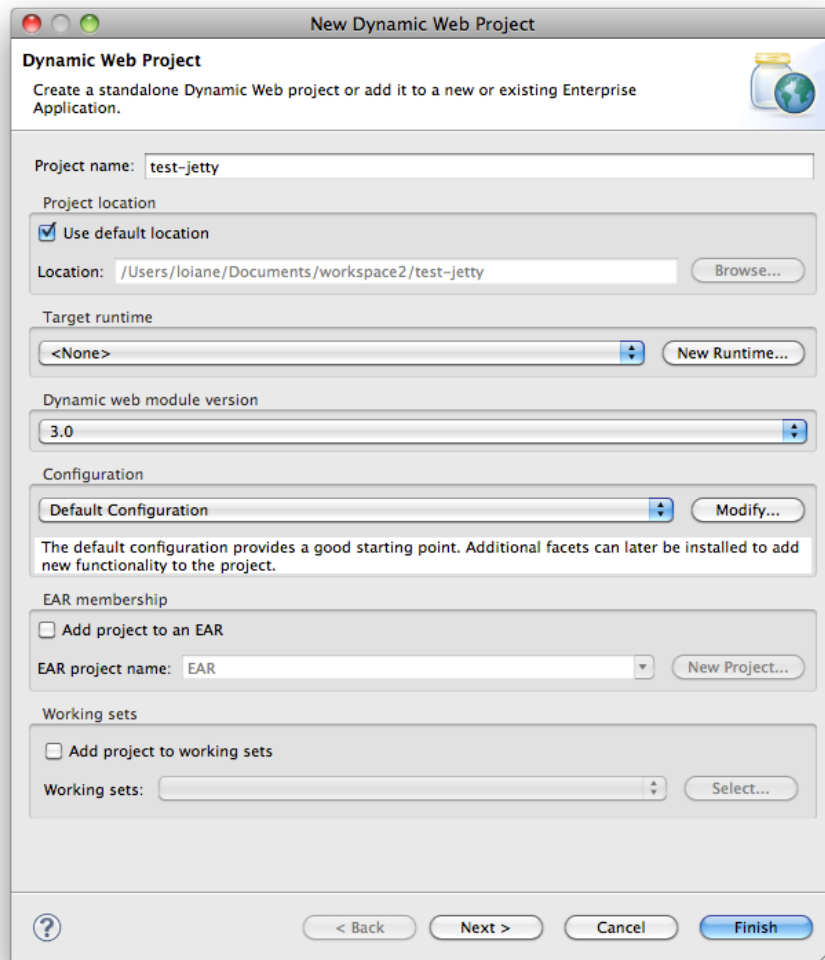 New Dynamic Web Project
Dynamic Web Project
Create a standalone Dynamic Web project or add it to a new or existing Enterprise
Application.
Project name: test-jetty
Project location
Use default location
Location: /Users/loiane/Documents/workspace2/test-jetty Browse...
Target runtime
<None> New Runtime...
Dynamic web module version
3.0
Configuration
Default Configuration Modify...
The default configuration provides a good starting point. Additional facets can later be installed to add
new functionality to the project.
EAR membership
Add project to an EAR
EAR project name: EAR New Project...
Working sets
Add project to working sets
Working sets: Select...
? < Back Next > Cancel Finish